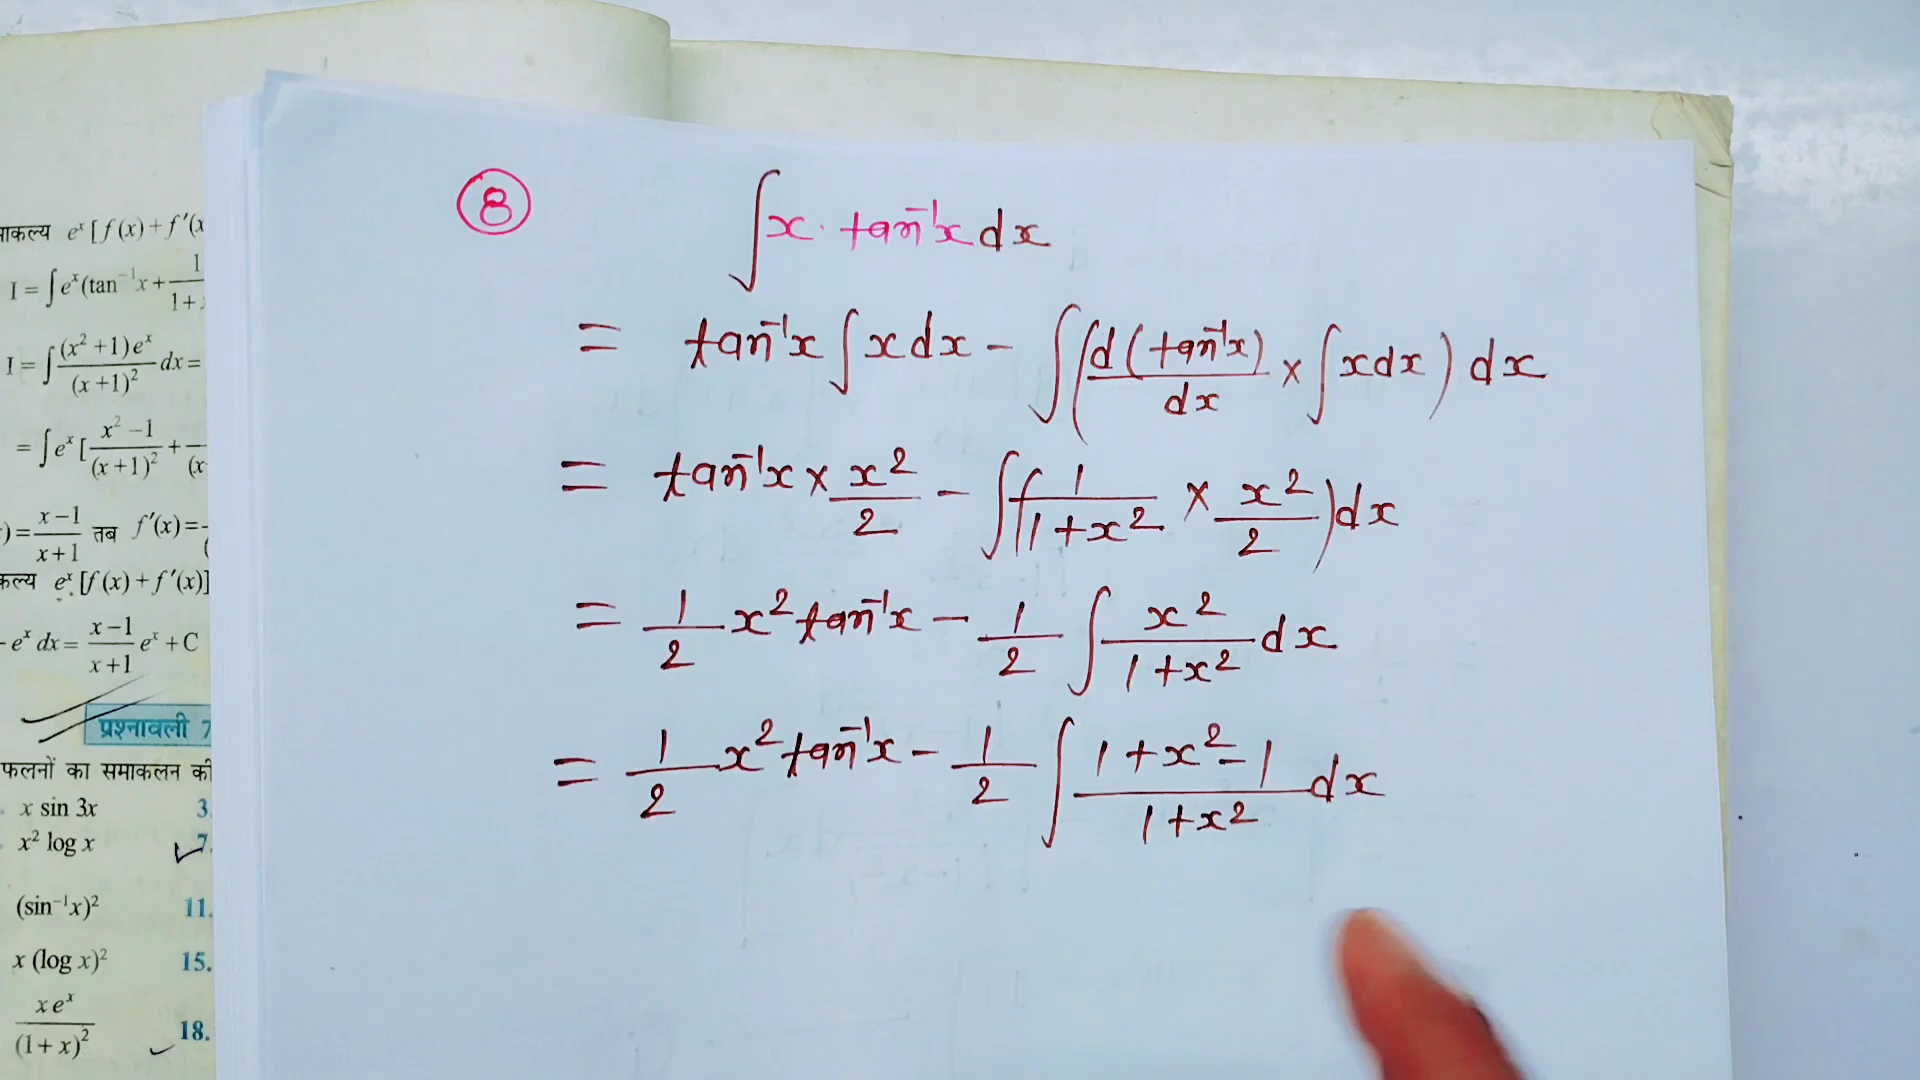 ाकल्य eˣ [f(x)+f′(x
I = ∫eˣ(tan⁻¹x + 1/1+
I = ∫(x²+1)eˣ/(x+1)² dx =
= ∫eˣ [x²−1/(x+1)² +
) = x−1/x+1 तब f′(x) =
कल्य eˣ [f(x)+f′(x)]
eˣ dx = x−1/x+1 eˣ + C
प्रश्नावली 7
फलनों का समाकलन की
x sin 3x 3.
x² log x 7.
(sin⁻¹x)² 11.
x (log x)² 15.
x eˣ/(1+x)² 18.
8
∫x · tan⁻¹x dx
= tan⁻¹x ∫x dx − ∫(d(tan⁻¹x)/dx × ∫x dx) dx
= tan⁻¹x × x²/2 − ∫(1/1+x² × x²/2) dx
= 1/2 x² tan⁻¹x − 1/2 ∫ x²/1+x² dx
= 1/2 x² tan⁻¹x − 1/2 ∫ 1+x²−1/1+x² dx